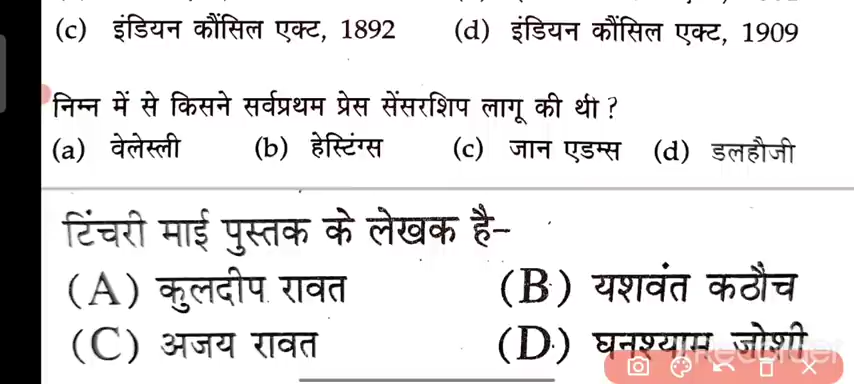 (c) इंडियन कौंसिल एक्ट, 1892 (d) इंडियन कौंसिल एक्ट, 1909
निम्न में से किसने सर्वप्रथम प्रेस सेंसरशिप लागू की थी ?
(a) वेलेस्ली (b) हेस्टिंग्स (c) जान एडम्स (d) डलहौजी
टिंचरी माई पुस्तक के लेखक है-
(A) कुलदीप रावत (B) यशवंत कठौच
(C) अजय रावत (D) घनश्याम जोशी